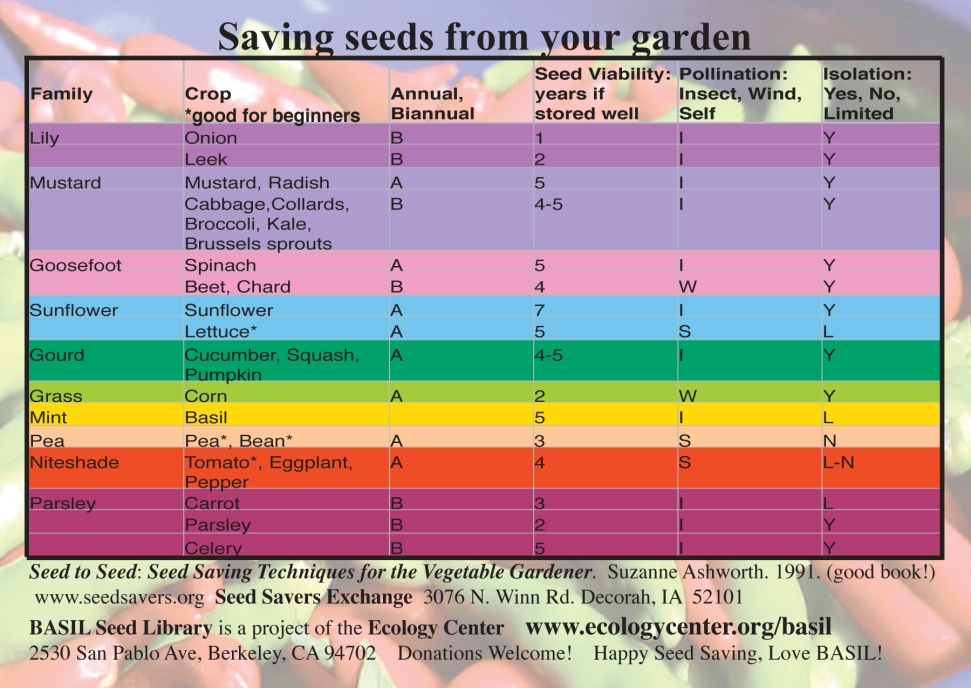 Saving seeds from your garden
Family Crop *good for beginners Annual, Biannual Seed Viability: years if stored well Pollination: Insect, Wind, Self Isolation: Yes, No, Limited
Lily Onion B 1 I Y
Leek B 2 I Y
Mustard Mustard, Radish A 5 I Y
Cabbage,Collards, B 4-5 I Y
Broccoli, Kale,
Brussels sprouts
Goosefoot Spinach A 5 I Y
Beet, Chard B 4 W Y
Sunflower Sunflower A 7 I Y
Lettuce* A 5 S L
Gourd Cucumber, Squash, A 4-5 I Y
Pumpkin
Grass Corn A 2 W Y
Mint Basil 5 I L
Pea Pea*, Bean* A 3 S N
Niteshade Tomato*, Eggplant, A 4 S L-N
Pepper
Parsley Carrot B 3 I L
Parsley B 2 I Y
Celery B 5 I Y
Seed to Seed: Seed Saving Techniques for the Vegetable Gardener. Suzanne Ashworth. 1991. (good book!)
www.seedsavers.org Seed Savers Exchange 3076 N. Winn Rd. Decorah, IA 52101
BASIL Seed Library is a project of the Ecology Center www.ecologycenter.org/basil
2530 San Pablo Ave, Berkeley, CA 94702 Donations Welcome! Happy Seed Saving, Love BASIL!